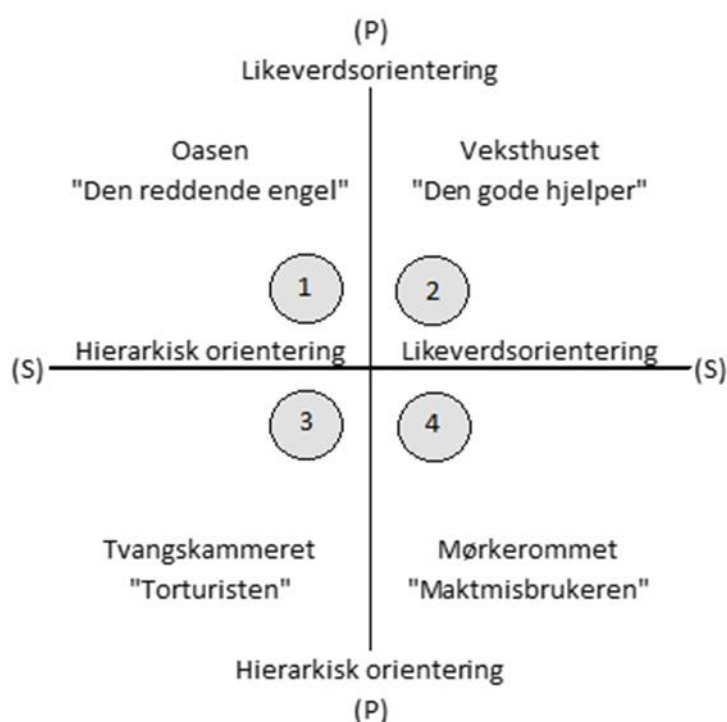 (P)
Likeverdsorientering
Oasen
"Den reddende engel"
Veksthuset
"Den gode hjelper"
1
2
Hierarkisk orientering
Likeverdsorientering
(S)
(S)
3
4
Tvangskammeret
"Torturisten"
Mørkerommet
"Maktmisbrukeren"
Hierarkisk orientering
(P)